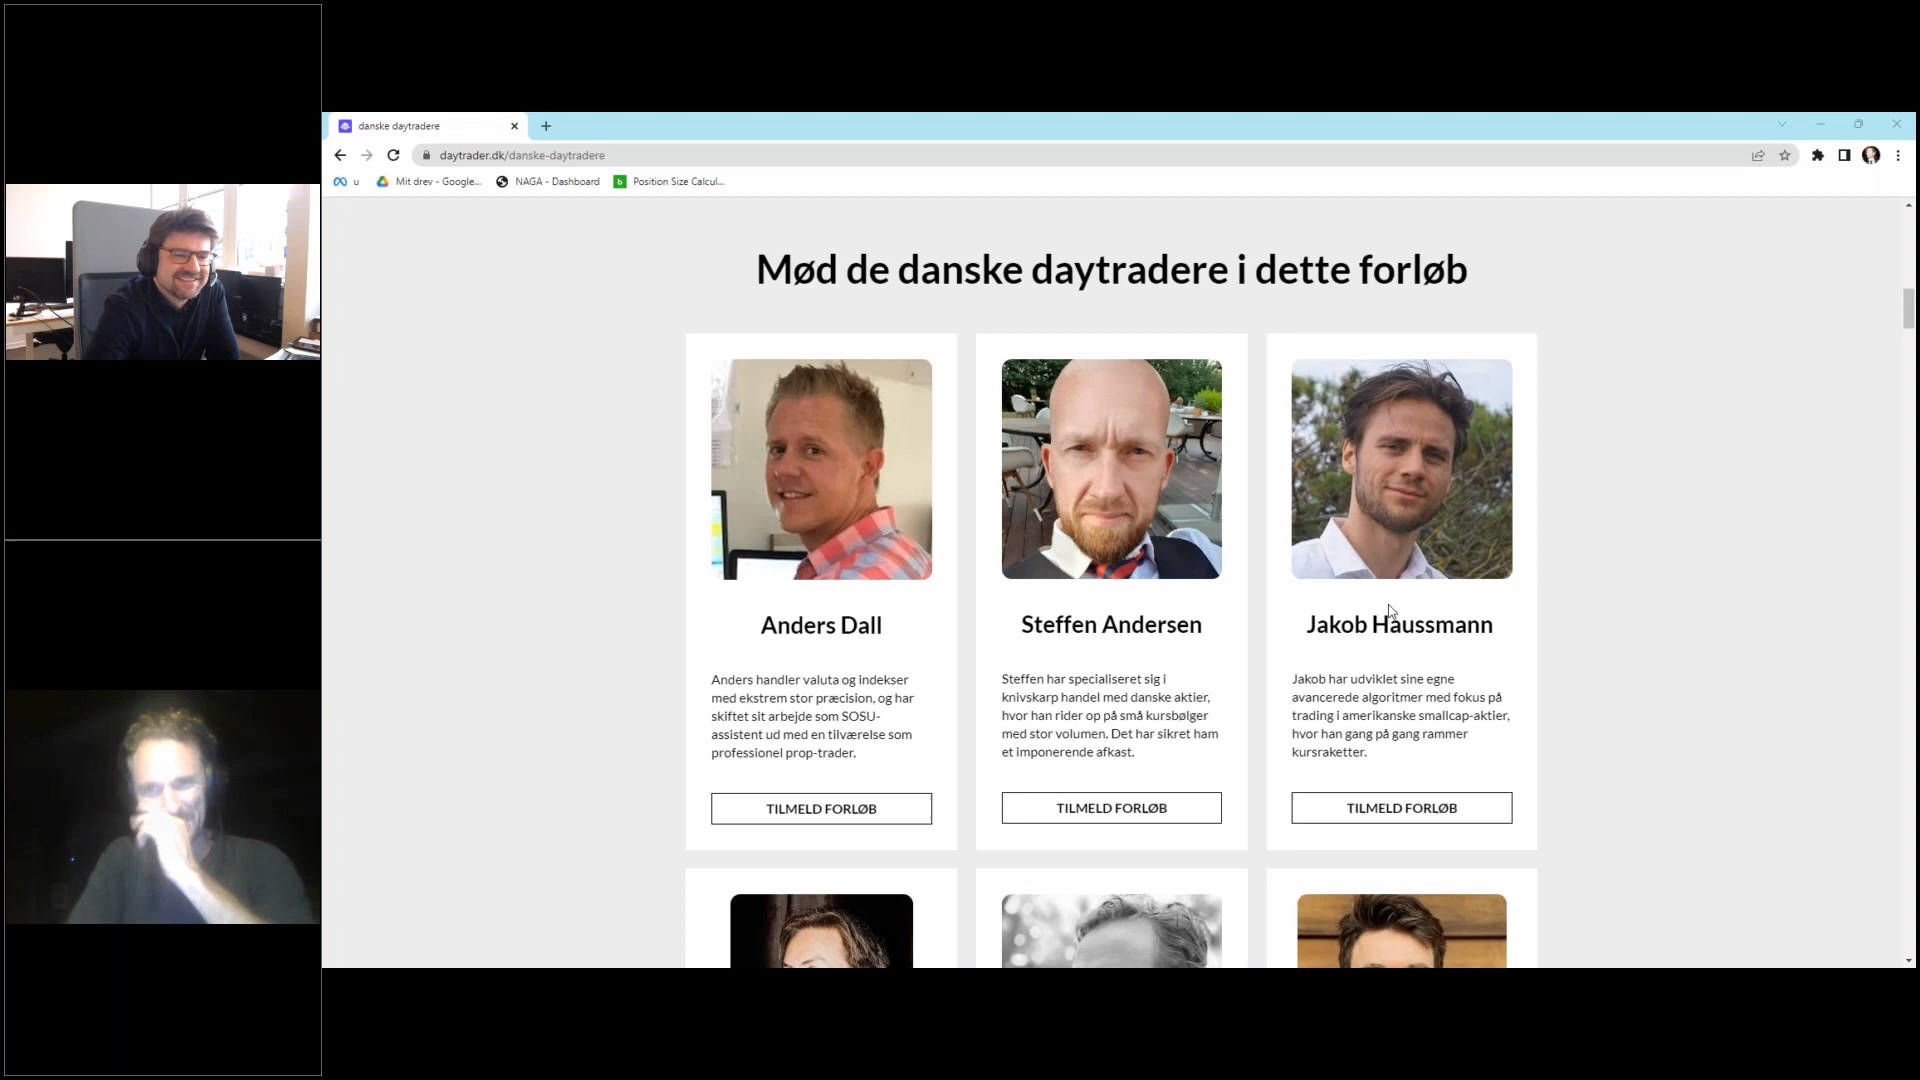 danske daytradere
daytrader.dk/danske-daytradere
u
Mit drev - Google...
NAGA - Dashboard
b
Position Size Calcul...
Mød de danske daytradere i dette forløb
Anders Dall
Anders handler valuta og indekser
med ekstrem stor præcision, og har
skiftet sit arbejde som SOSU-
assistent ud med en tilværelse som
professionel prop-trader.
TILMELD FORLØB
Steffen Andersen
Steffen har specialiseret sig i
knivskarp handel med danske aktier,
hvor han rider op på små kursbølger
med stor volumen. Det har sikret ham
et imponerende afkast.
TILMELD FORLØB
Jakob Haussmann
Jakob har udviklet sine egne
avancerede algoritmer med fokus på
trading i amerikanske smallcap-aktier,
hvor han gang på gang rammer
kursraketter.
TILMELD FORLØB